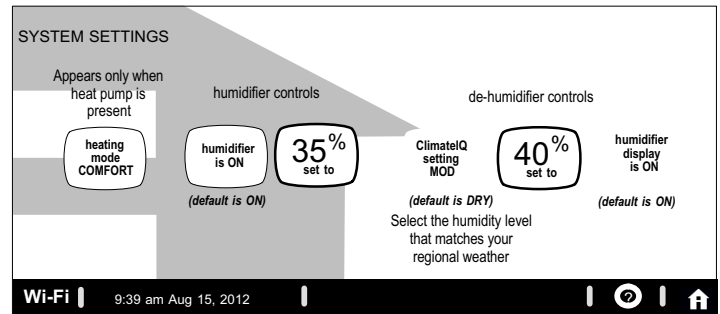 SYSTEM SETTINGS
Appears only when
heat pump is
present
humidifier controls
de-humidifier controls
heating
mode
COMFORT
humidifier
is ON
35%
set to
ClimateIQ
setting
MOD
40%
set to
humidifier
display
is ON
(default is ON)
(default is DRY)
(default is ON)
Select the humidity level
that matches your
regional weather
Wi-Fi
9:39 am Aug 15, 2012
?